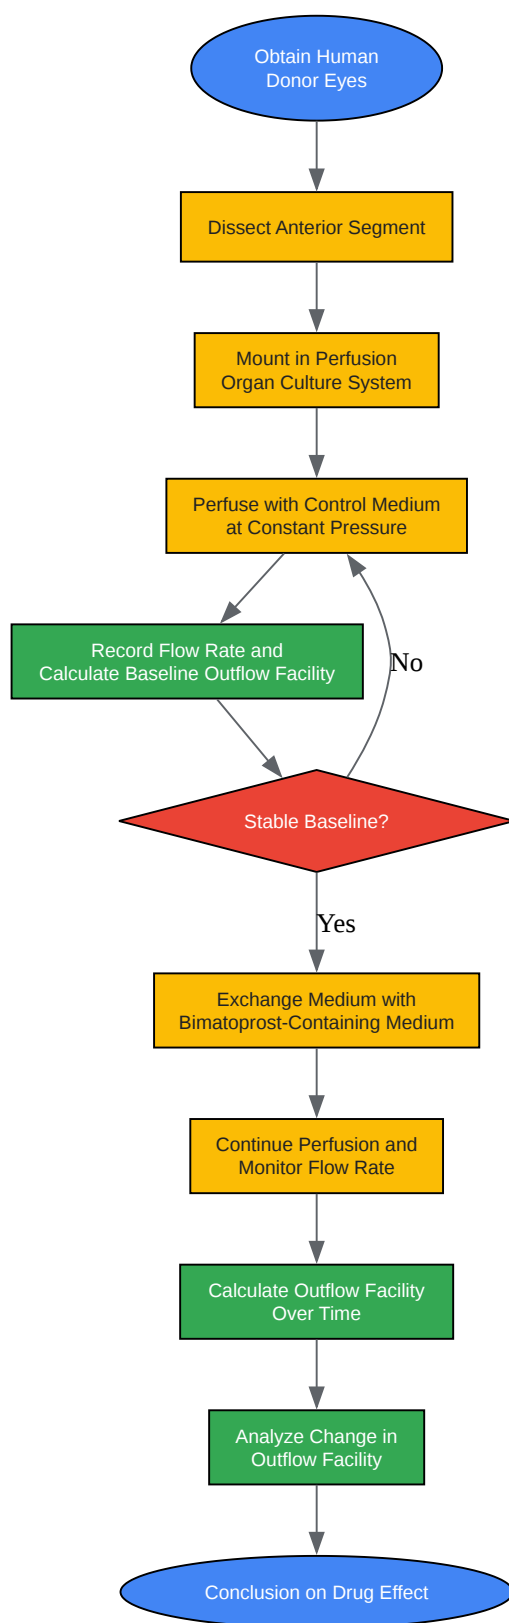 Obtain Human
Donor Eyes
Dissect Anterior Segment
Mount in Perfusion
Organ Culture System
Perfuse with Control Medium
at Constant Pressure
Record Flow Rate and
Calculate Baseline Outflow Facility
No
Stable Baseline?
Yes
Exchange Medium with
Bimatoprost-Containing Medium
Continue Perfusion and
Monitor Flow Rate
Calculate Outflow Facility
Over Time
Analyze Change in
Outflow Facility
Conclusion on Drug Effect